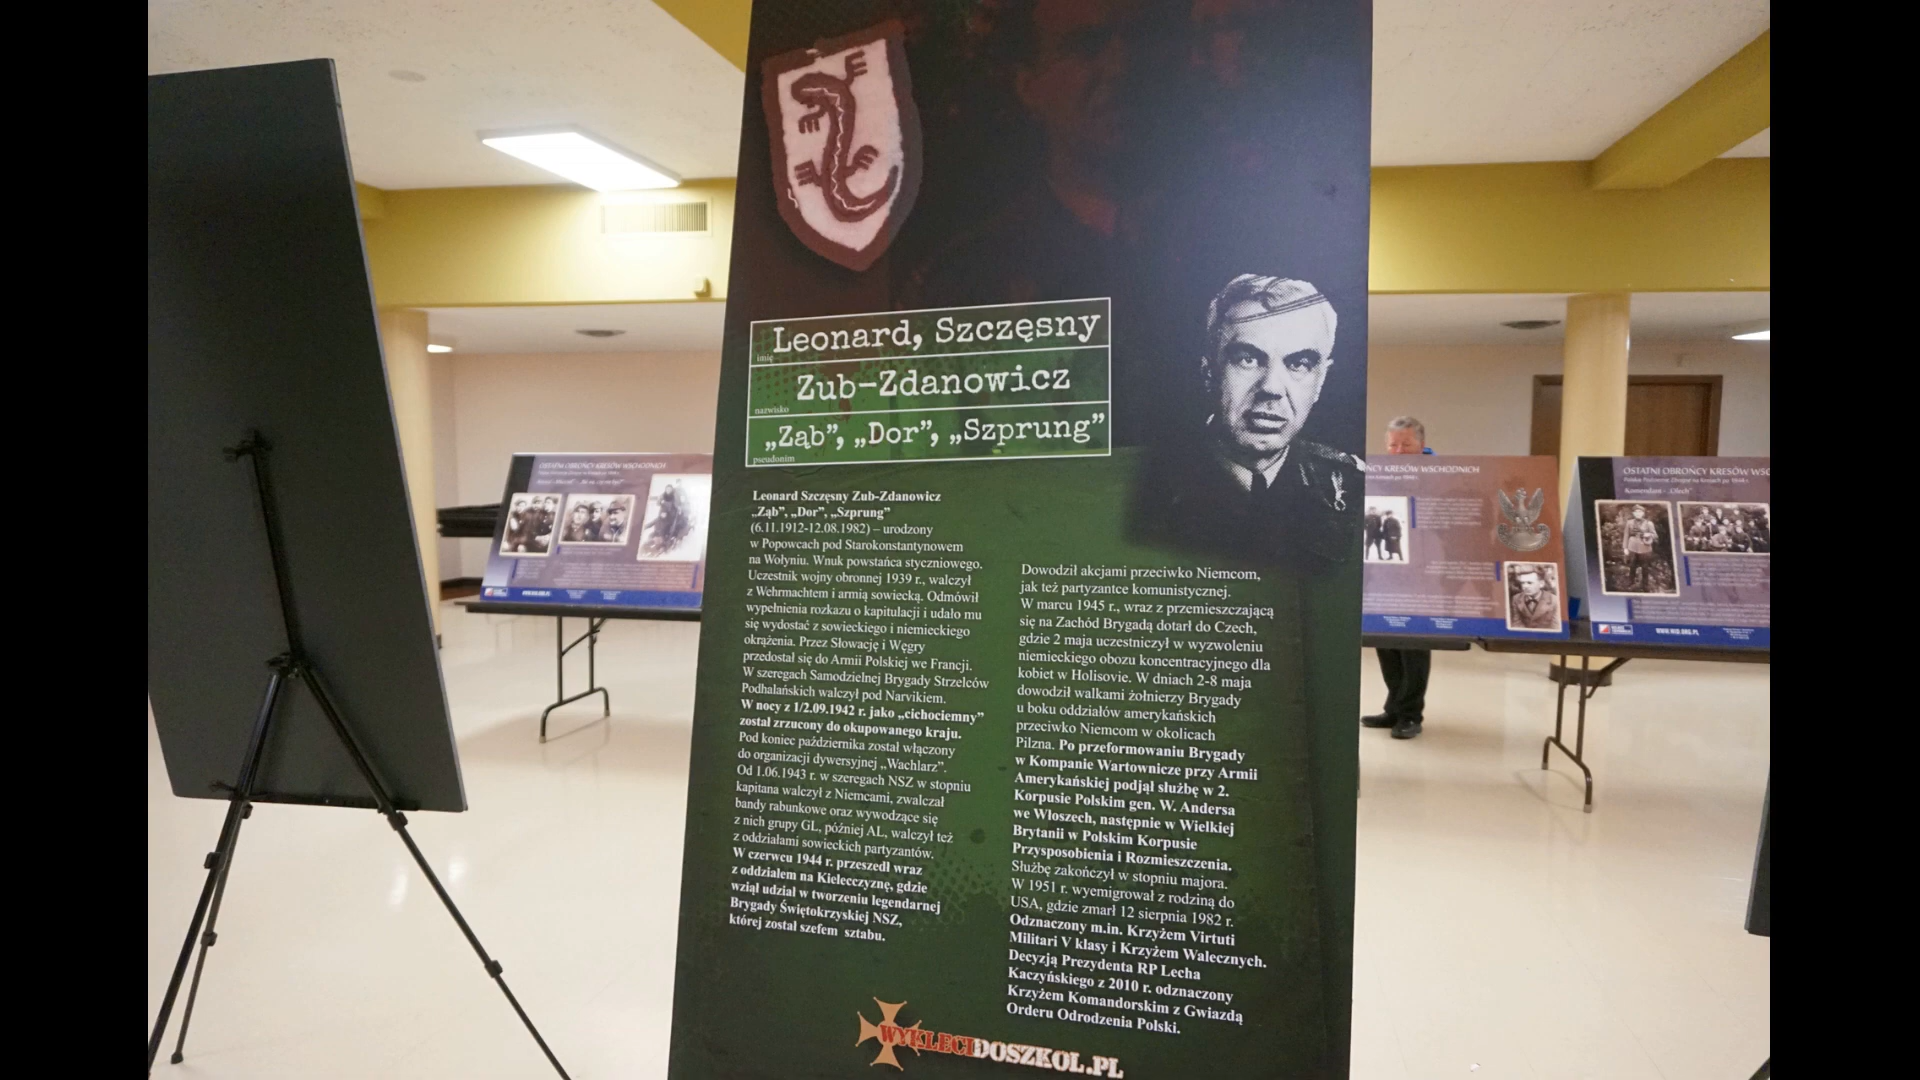 Leonard, Szczęsny
imię
Zub-Zdanowicz
nazwisko
„Ząb”, „Dor”, „Szprung”
pseudonim
Leonard Szczęsny Zub-Zdanowicz
„Ząb”, „Dor”, „Szprung”
(6.11.1912-12.08.1982) – urodzony
w Popowcach pod Starokonstantynowem
na Wołyniu. Wnuk powstańca styczniowego.
Uczestnik wojny obronnej 1939 r., walczył
z Wehrmachtem i armią sowiecką. Odmówił
wypełnienia rozkazu o kapitulacji i udało mu
się wydostać z sowieckiego i niemieckiego
okrążenia. Przez Słowację i Węgry
przedostał się do Armii Polskiej we Francji.
W szeregach Samodzielnej Brygady Strzelców
Podhalańskich walczył pod Narvikiem.
W nocy z 1/2.09.1942 r. jako „cichociemny”
został zrzucony do okupowanego kraju.
Pod koniec października został włączony
do organizacji dywersyjnej „Wachlarz”.
Od 1.06.1943 r. w szeregach NSZ w stopniu
kapitana walczył z Niemcami, zwalczał
bandy rabunkowe oraz wywodzące się
z nich grupy GL, później AL, walczył też
z oddziałami sowieckich partyzantów.
W czerwcu 1944 r. przeszedł wraz
z oddziałem na Kielecczyznę, gdzie
wziął udział w tworzeniu legendarnej
Brygady Świętokrzyskiej NSZ,
której został szefem sztabu.
Dowodził akcjami przeciwko Niemcom,
jak też partyzantce komunistycznej.
W marcu 1945 r., wraz z przemieszczającą
się na Zachód Brygadą dotarł do Czech,
gdzie 2 maja uczestniczył w wyzwoleniu
niemieckiego obozu koncentracyjnego dla
kobiet w Holisovie. W dniach 2-8 maja
dowodził walkami żołnierzy Brygady
u boku oddziałów amerykańskich
przeciwko Niemcom w okolicach
Pilzna. Po przeformowaniu Brygady
w Kompanie Wartownicze przy Armii
Amerykańskiej podjął służbę w 2.
Korpusie Polskim gen. W. Andersa
we Włoszech, następnie w Wielkiej
Brytanii w Polskim Korpusie
Przysposobienia i Rozmieszczenia.
Służbę zakończył w stopniu majora.
W 1951 r. wyemigrował z rodziną do
USA, gdzie zmarł 12 sierpnia 1982 r.
Odznaczony m.in. Krzyżem Virtuti
Militari V klasy i Krzyżem Walecznych.
Decyzją Prezydenta RP Lecha
Kaczyńskiego z 2010 r. odznaczony
Krzyżem Komandorskim z Gwiazdą
Orderu Odrodzenia Polski.
WYKLECIDOSZKOL.PL
OSTATNI OBROŃCY KRESÓW WSCHODNICH
KRESÓW WSCHODNICH
OSTATNI OBROŃCY KRESÓW WSC
Komendant - „Olech”
WWW.MID.ORG.PL